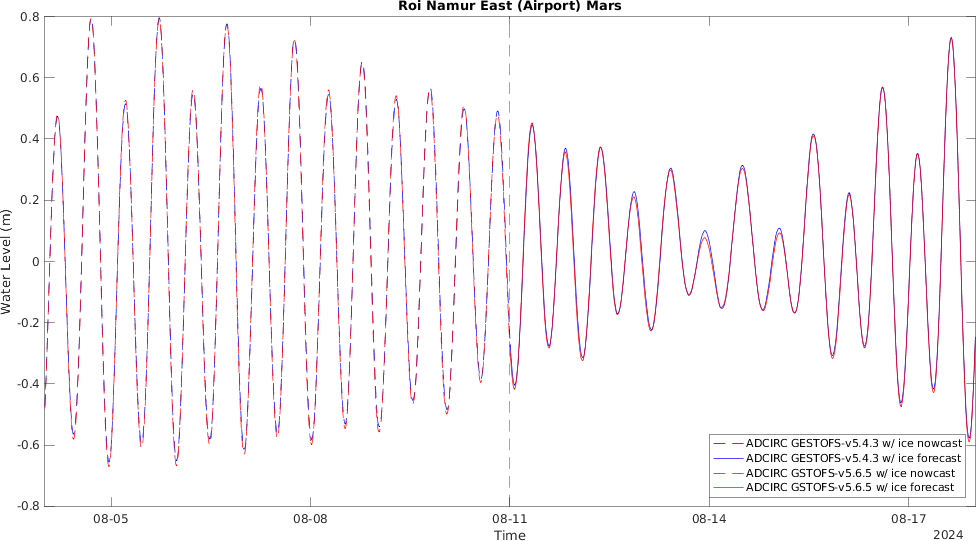 Roi Namur East (Airport) Mars
0.8
0.6
0.4
0.2
0
-0.2
-0.4
-0.6
-0.8
Water Level (m)
ADCIRC GESTOFS-v5.4.3 w/ ice nowcast
ADCIRC GESTOFS-v5.4.3 w/ ice forecast
ADCIRC GSTOFS-v5.6.5 w/ ice nowcast
ADCIRC GSTOFS-v5.6.5 w/ ice forecast
08-05 08-08 08-11 08-14 08-17
Time
2024